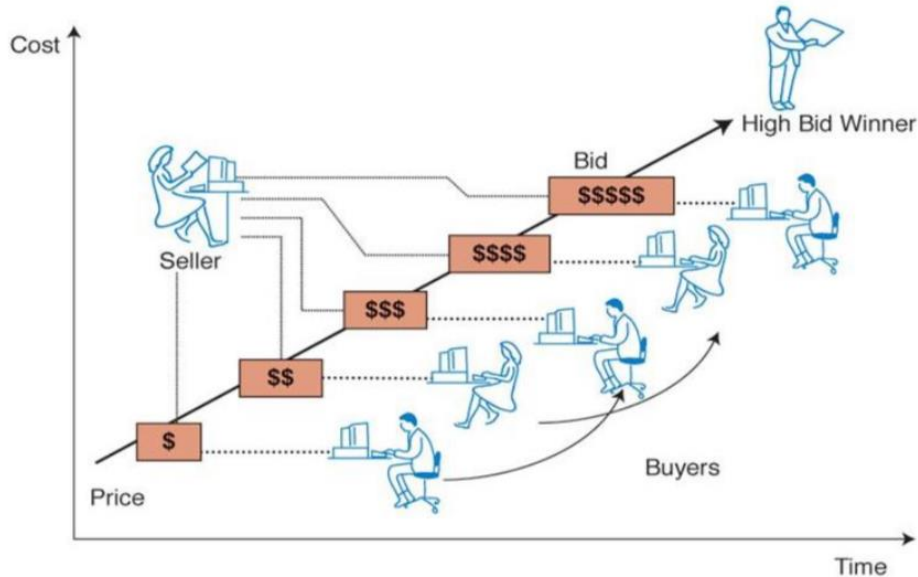 Cost
High Bid Winner
Bid
$$$$$
Seller
$$$$
$$$
$$
$
Buyers
Price
Time